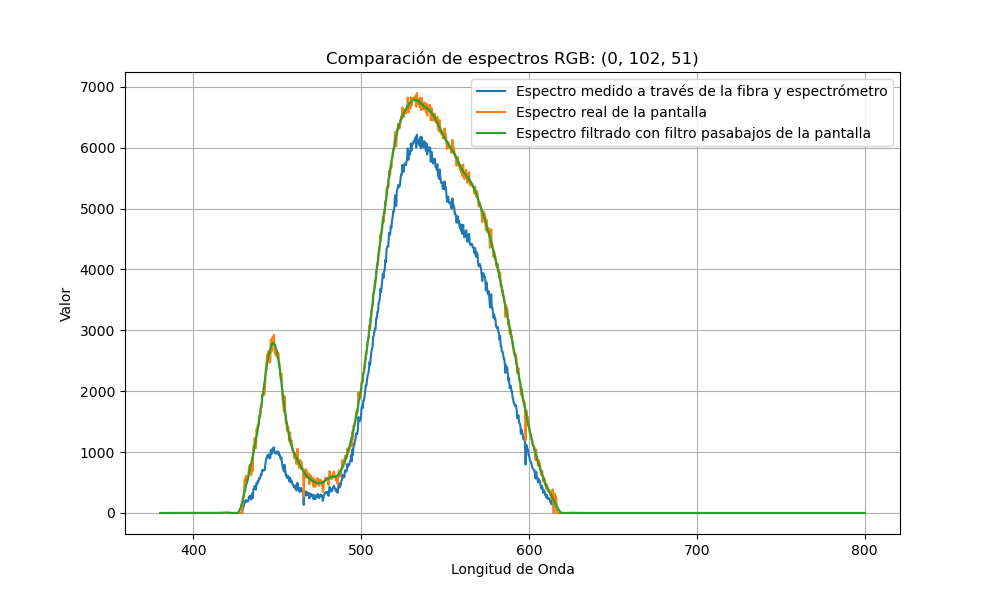 Comparación de espectros RGB: (0, 102, 51)
Espectro medido a través de la fibra y espectrómetro
Espectro real de la pantalla
Espectro filtrado con filtro pasabajos de la pantalla
Valor
7000
6000
5000
4000
3000
2000
1000
0
400
500
600
700
800
Longitud de Onda